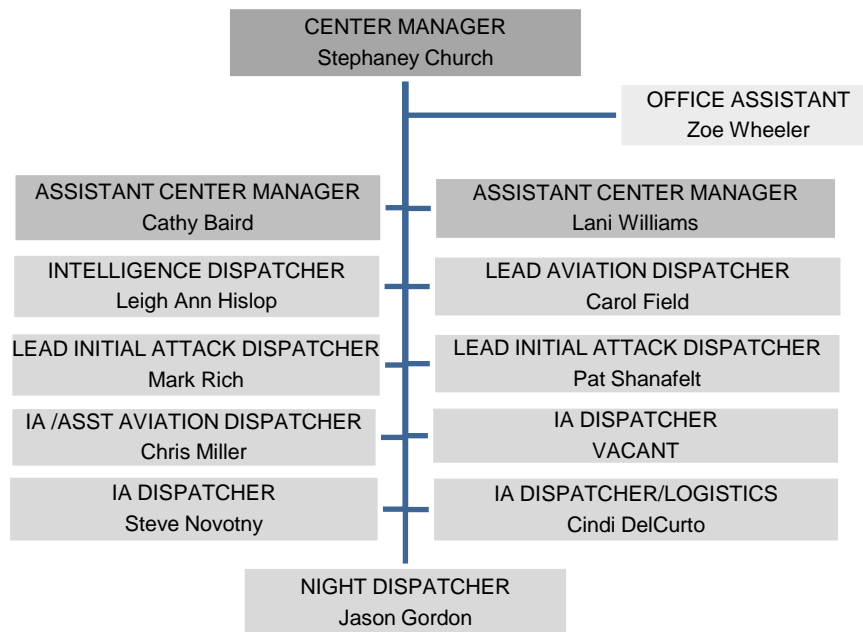 CENTER MANAGER
Stephaney Church
OFFICE ASSISTANT
Zoe Wheeler
ASSISTANT CENTER MANAGER
Cathy Baird
ASSISTANT CENTER MANAGER
Lani Williams
INTELLIGENCE DISPATCHER
Leigh Ann Hislop
LEAD AVIATION DISPATCHER
Carol Field
LEAD INITIAL ATTACK DISPATCHER
Mark Rich
LEAD INITIAL ATTACK DISPATCHER
Pat Shanafelt
IA /ASST AVIATION DISPATCHER
Chris Miller
IA DISPATCHER
VACANT
IA DISPATCHER
Steve Novotny
IA DISPATCHER/LOGISTICS
Cindi DelCurto
NIGHT DISPATCHER
Jason Gordon